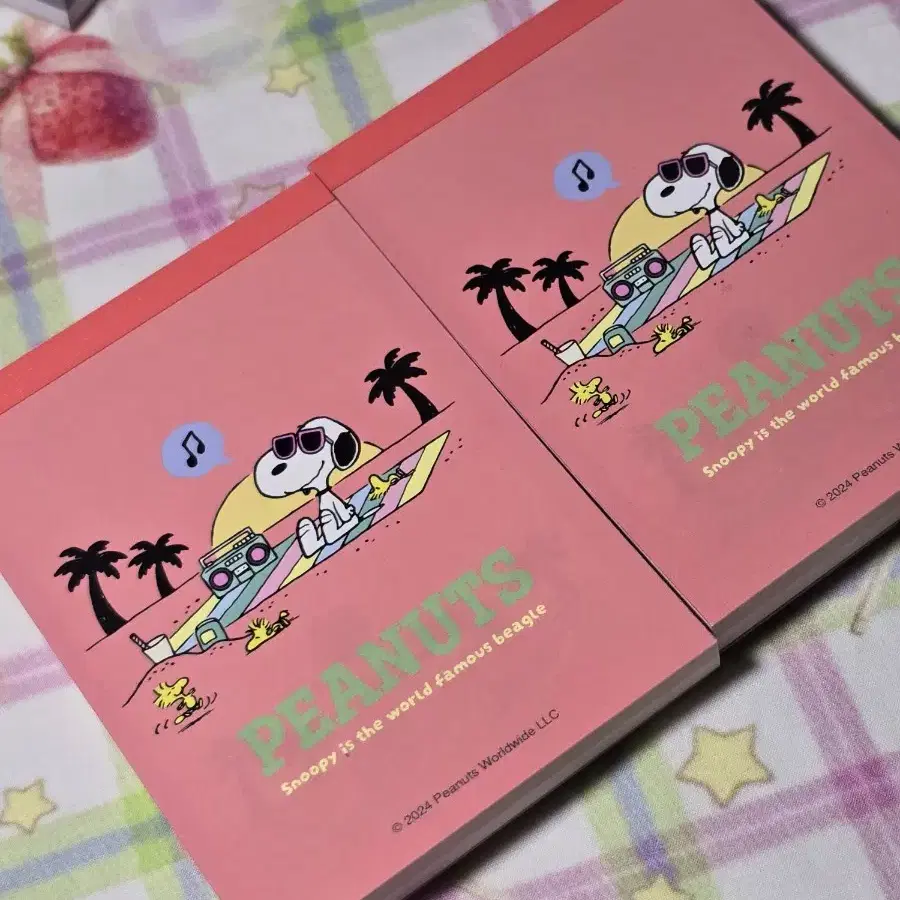 PEANUTS
Snoopy is the world famous beagle
© 2024 Peanuts Worldwide LLC
PEANUTS
Snoopy is the world famous
© 2024 Peanuts